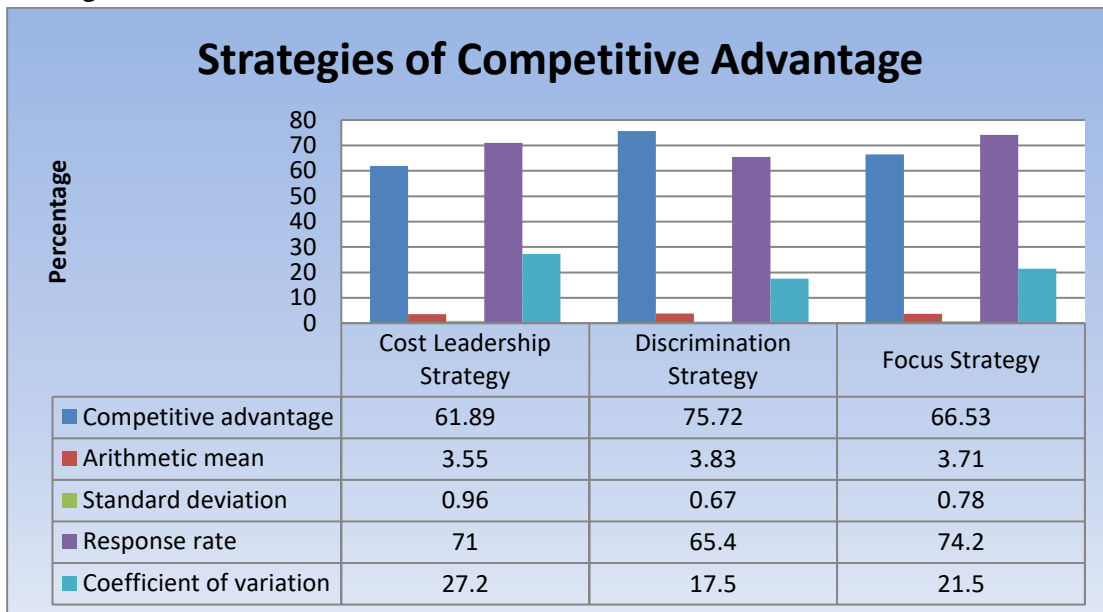 Strategies of Competitive Advantage
Percentage
80
70
60
50
40
30
20
10
0
Cost Leadership Strategy Discrimination Strategy Focus Strategy
Competitive advantage 61.89 75.72 66.53
Arithmetic mean 3.55 3.83 3.71
Standard deviation 0.96 0.67 0.78
Response rate 71 65.4 74.2
Coefficient of variation 27.2 17.5 21.5